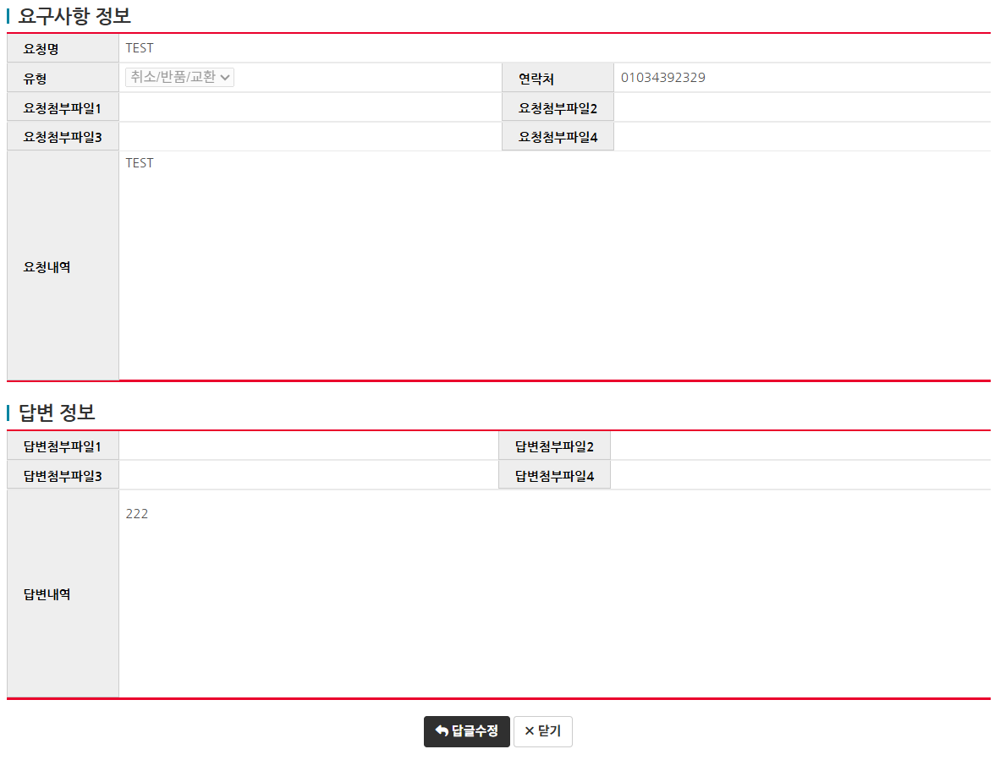 요구사항 정보
요청명 TEST
유형 취소/반품/교환 연락처 01034392329
요청첨부파일1 요청첨부파일2
요청첨부파일3 요청첨부파일4
TEST
요청내역
답변 정보
답변첨부파일1 답변첨부파일2
답변첨부파일3 답변첨부파일4
222
답변내역
답글수정 × 닫기